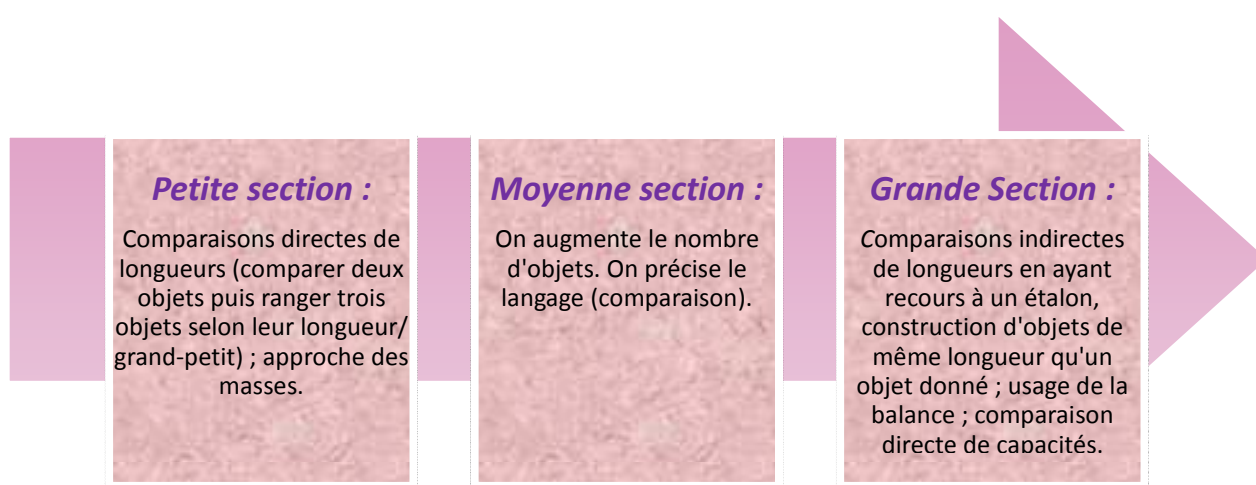 Petite section :
Comparaisons directes de
longueurs (comparer deux
objets puis ranger trois
objets selon leur longueur/
grand-petit) ; approche des
masses.
Moyenne section :
On augmente le nombre
d'objets. On précise le
langage (comparaison).
Grande Section :
Comparaisons indirectes
de longueurs en ayant
recours à un étalon,
construction d'objets de
même longueur qu'un
objet donné ; usage de la
balance ; comparaison
directe de capacités.